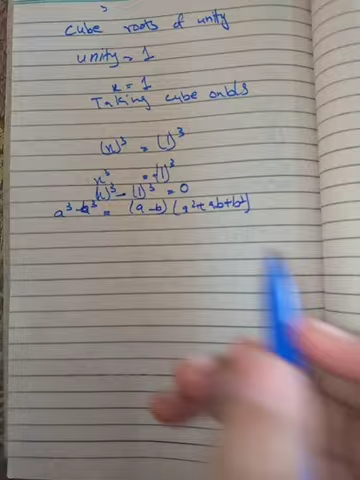 3
Cube roots of unity
unity = 1
x = 1
Taking cube on b/s
(x)³ = (1)³
x³ = (1)³
(x)³ - (1)³ = 0
a³ - b³ = (a-b) (a²+ab+b²)